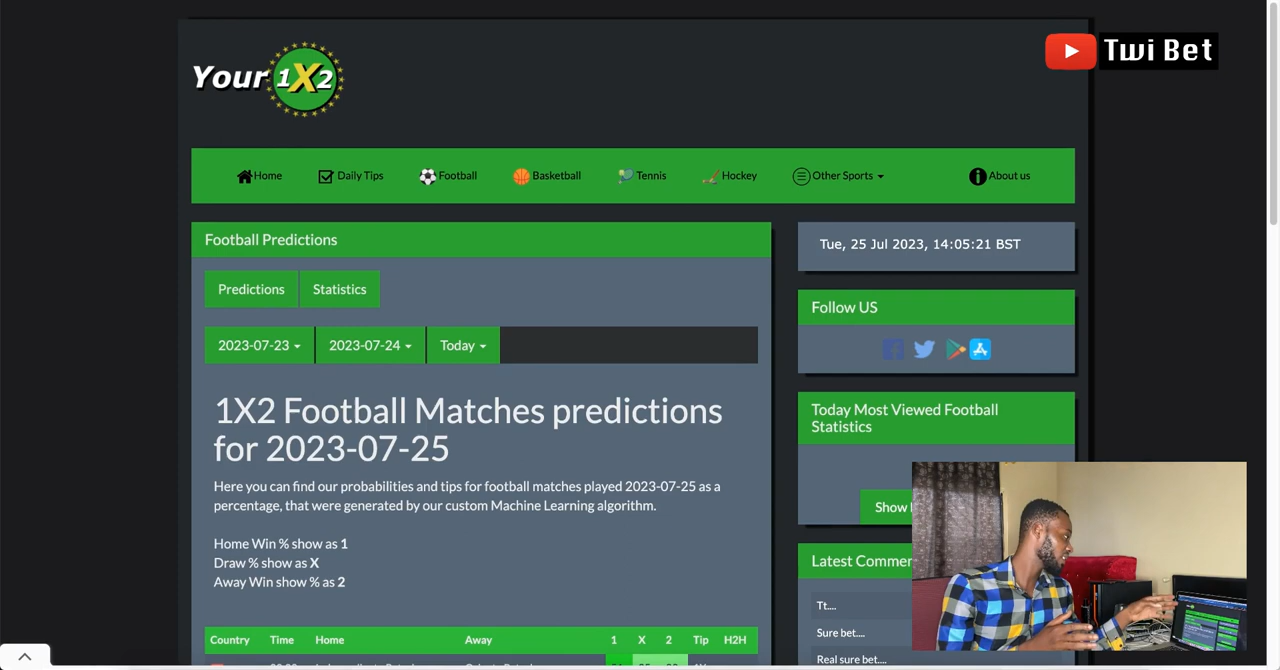 Twi Bet
Your 1X2
Home
Daily Tips
Football
Basketball
Tennis
Hockey
Other Sports
About us
Football Predictions
Predictions
Statistics
2023-07-23
2023-07-24
Today
1X2 Football Matches predictions
for 2023-07-25
Here you can find our probabilities and tips for football matches played 2023-07-25 as a
percentage, that were generated by our custom Machine Learning algorithm.
Home Win % show as 1
Draw % show as X
Away Win show % as 2
Country Time Home Away 1 X 2 Tip H2H
Tue, 25 Jul 2023, 14:05:21 BST
Follow US
Today Most Viewed Football
Statistics
Show
Latest Commen
Tt....
Sure bet....
Real sure bet....